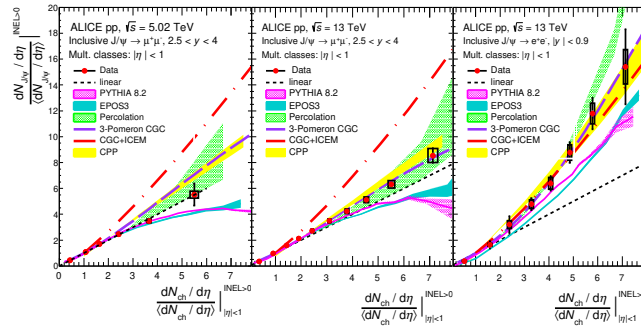 dN_J/ψ / dη
⟨dN_J/ψ / dη⟩
INEL>0
20
18
16
14
12
10
8
6
4
2
0
ALICE pp, √s = 5.02 TeV
Inclusive J/ψ → μ⁺μ⁻, 2.5 < y < 4
Mult. classes: |η| < 1
Data
linear
PYTHIA 8.2
EPOS3
Percolation
3-Pomeron CGC
CGC+ICEM
CPP
0 1 2 3 4 5 6 7
dN_ch / dη
⟨dN_ch / dη⟩
INEL>0
|η|<1
ALICE pp, √s = 13 TeV
Inclusive J/ψ → μ⁺μ⁻, 2.5 < y < 4
Mult. classes: |η| < 1
Data
linear
PYTHIA 8.2
EPOS3
Percolation
3-Pomeron CGC
CGC+ICEM
CPP
1 2 3 4 5 6 7
dN_ch / dη
⟨dN_ch / dη⟩
INEL>0
|η|<1
ALICE pp, √s = 13 TeV
Inclusive J/ψ → e⁺e⁻, |y| < 0.9
Mult. classes: |η| < 1
Data
linear
PYTHIA 8.2
EPOS3
Percolation
3-Pomeron CGC
CGC+ICEM
CPP
1 2 3 4 5 6 7
dN_ch / dη
⟨dN_ch / dη⟩
INEL>0
|η|<1